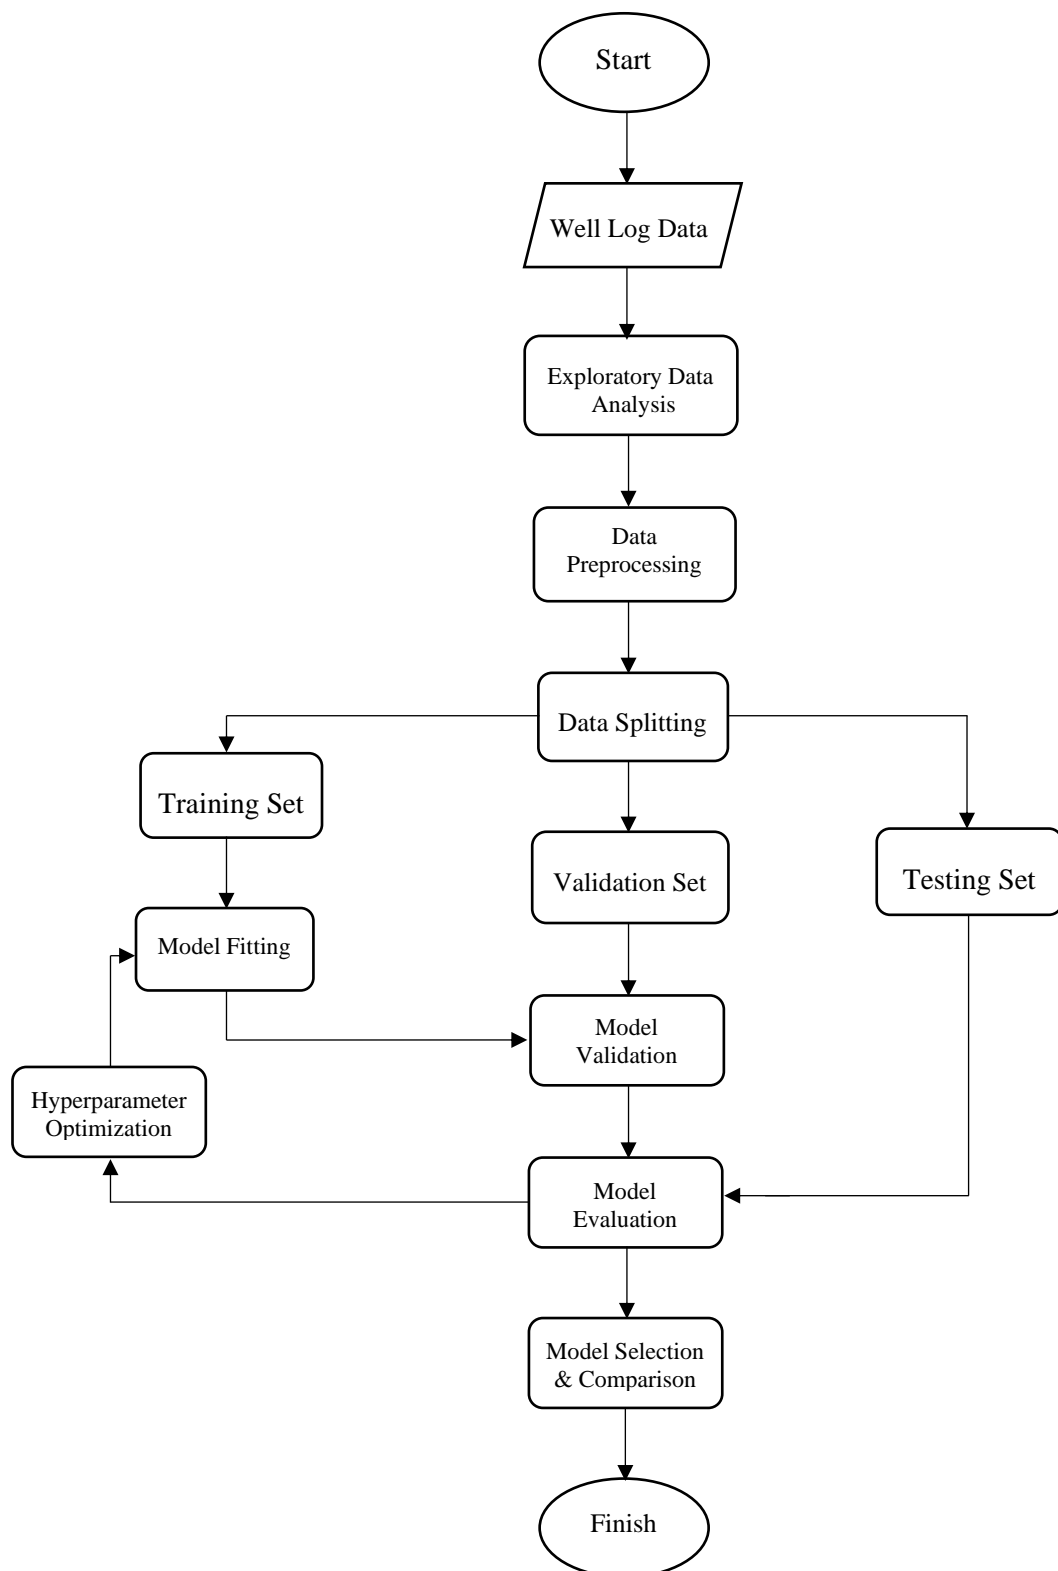 Start
Well Log Data
Exploratory Data
Analysis
Data
Preprocessing
Data Splitting
Training Set
Validation Set
Testing Set
Model Fitting
Model
Validation
Hyperparameter
Optimization
Model
Evaluation
Model Selection
& Comparison
Finish